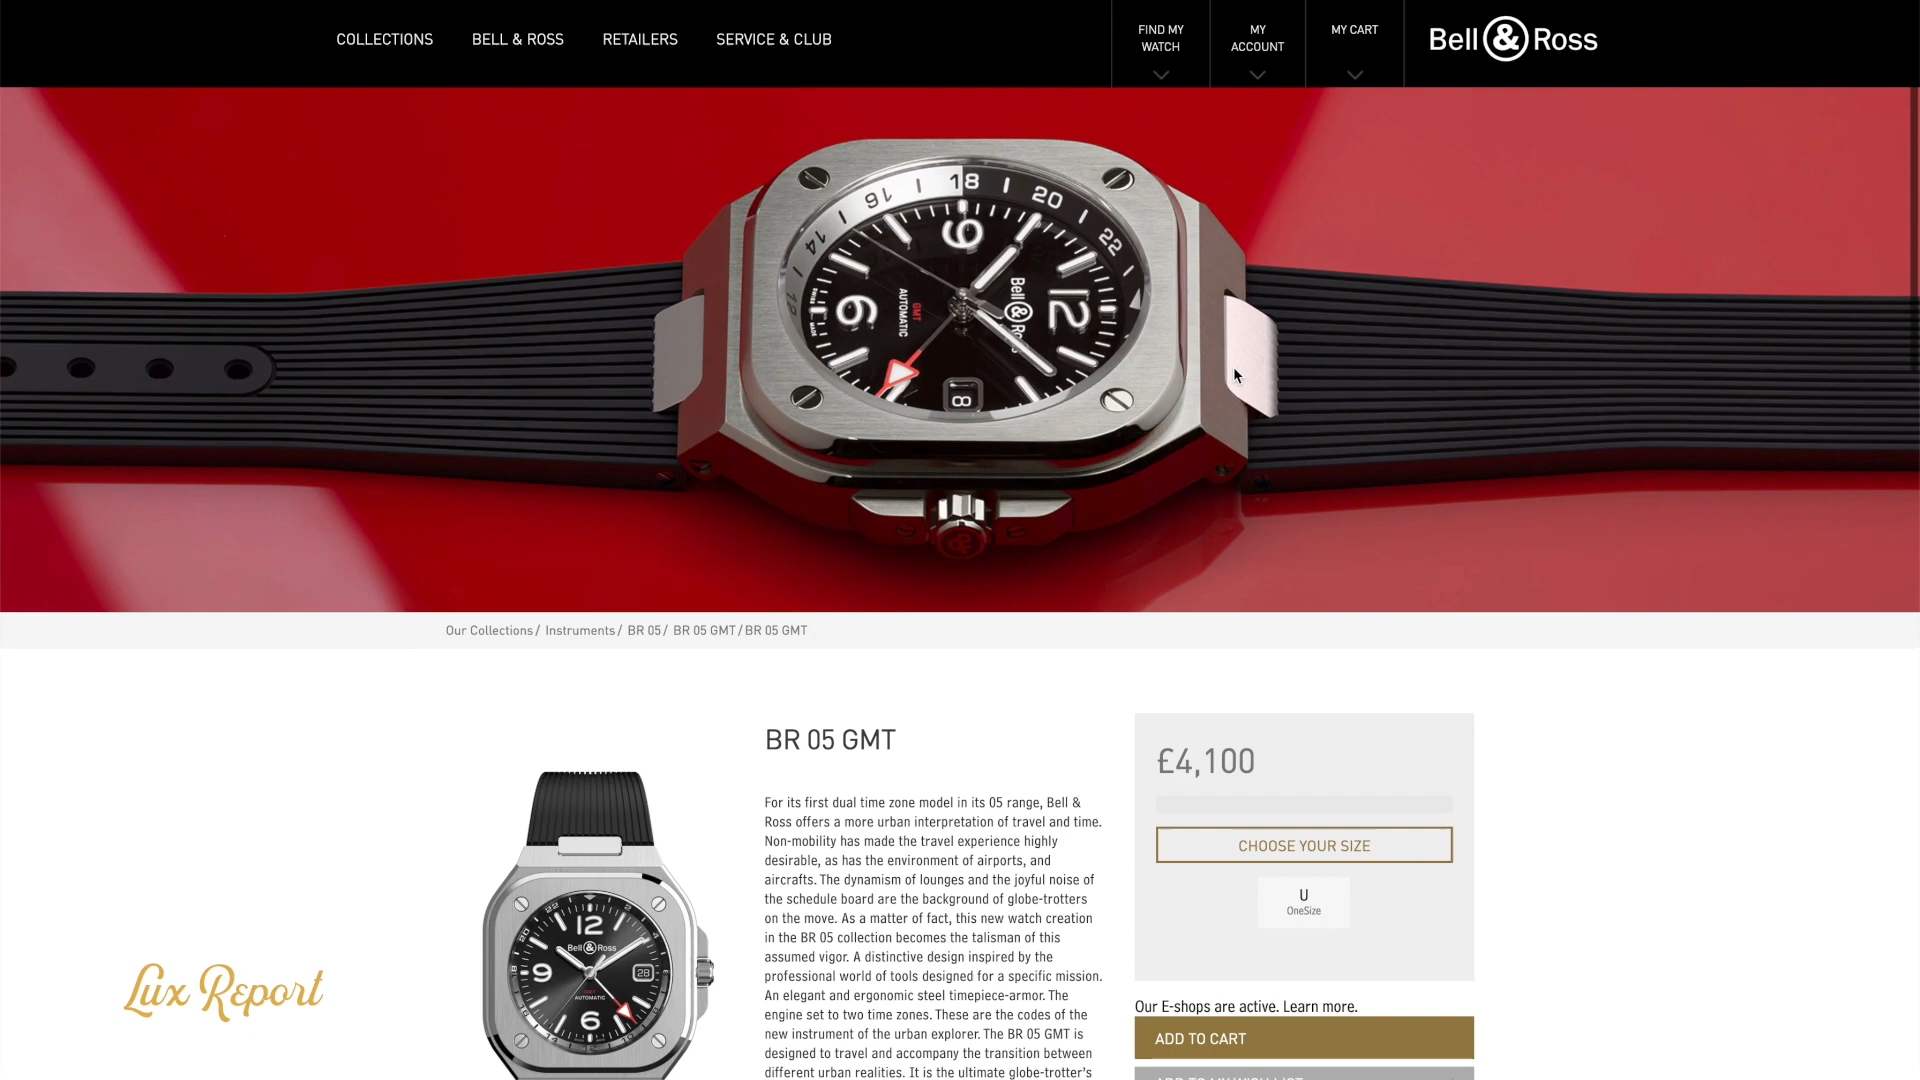 COLLECTIONS
BELL & ROSS
RETAILERS
SERVICE & CLUB
FIND MY
WATCH
MY
ACCOUNT
MY CART
Bell & Ross
16 18 20 22
14
9
12
6
Bell & Ro
GMT
AUTOMATIC
8
Our Collections/ Instruments/ BR 05/ BR 05 GMT/BR 05 GMT
BR 05 GMT
For its first dual time zone model in its 05 range, Bell &
Ross offers a more urban interpretation of travel and time.
Non-mobility has made the travel experience highly
desirable, as has the environment of airports, and
aircrafts. The dynamism of lounges and the joyful noise of
the schedule board are the background of globe-trotters
on the move. As a matter of fact, this new watch creation
in the BR 05 collection becomes the talisman of this
assumed vigor. A distinctive design inspired by the
professional world of tools designed for a specific mission.
An elegant and ergonomic steel timepiece-armor. The
engine set to two time zones. These are the codes of the
new instrument of the urban explorer. The BR 05 GMT is
designed to travel and accompany the transition between
different urban realities. It is the ultimate globe-trotter's
£4,100
CHOOSE YOUR SIZE
U
OneSize
Our E-shops are active. Learn more.
ADD TO CART
ADD TO MY WISH LIST
12
Bell & Ross
9
28
GMT
AUTOMATIC
6
Lux Report